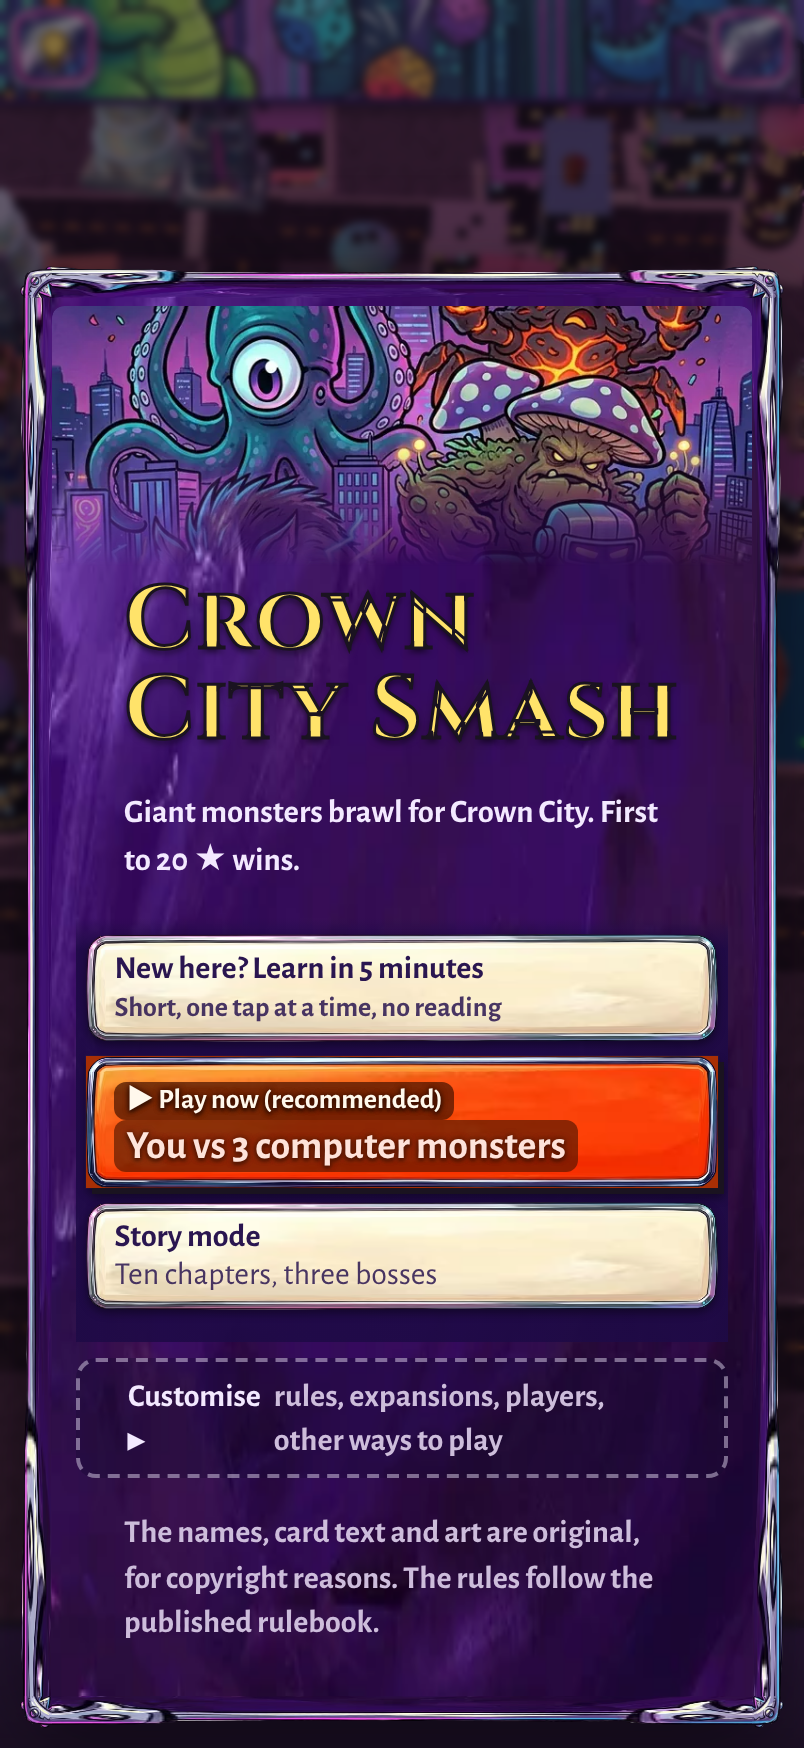 Crown
City Smash
Giant monsters brawl for Crown City. First
to 20 ★ wins.
New here? Learn in 5 minutes
Short, one tap at a time, no reading
▶ Play now (recommended)
You vs 3 computer monsters
Story mode
Ten chapters, three bosses
Customise rules, expansions, players,
▶ other ways to play
The names, card text and art are original,
for copyright reasons. The rules follow the
published rulebook.